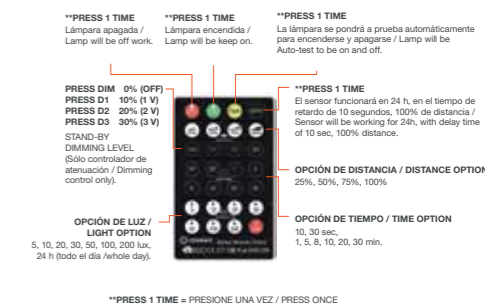 **PRESS 1 TIME
Lámpara apagada /
Lamp will be off work.
**PRESS 1 TIME
Lámpara encendida /
Lamp will be keep on.
**PRESS 1 TIME
La lámpara se pondrá a prueba automáticamente
para encenderse y apagarse / Lamp will be
Auto-test to be on and off.
PRESS DIM 0% (OFF)
PRESS D1 10% (1 V)
PRESS D2 20% (2 V)
PRESS D3 30% (3 V)
STAND-BY
DIMMING LEVEL
(Sólo controlador de
atenuación / Dimming
control only).
**PRESS 1 TIME
El sensor funcionará en 24 h, en el tiempo de
retardo de 10 segundos, 100% de distancia /
Sensor will be working for 24h, with delay time
of 10 sec, 100% distance.
OPCIÓN DE DISTANCIA / DISTANCE OPTION
25%, 50%, 75%, 100%
OPCIÓN DE LUZ /
LIGHT OPTION
5, 10, 20, 30, 50, 100, 200 lux,
24 h (todo el día /whole day).
OPCIÓN DE TIEMPO / TIME OPTION
10, 30 sec,
1, 5, 8, 10, 20, 30 min.
**PRESS 1 TIME = PRESIONE UNA VEZ / PRESS ONCE